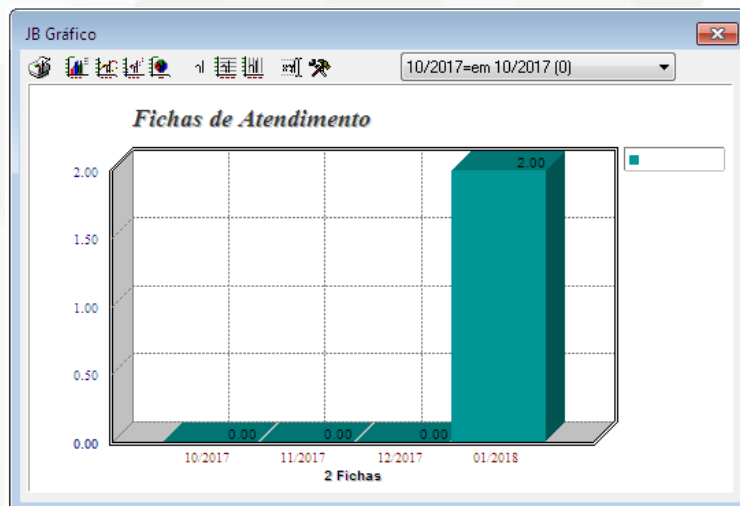 JB Gráfico
10/2017=em 10/2017 (0)
Fichas de Atendimento
2.00
2.00
1.50
1.00
0.50
0.00
0.00 0.00 0.00
10/2017 11/2017 12/2017 01/2018
2 Fichas